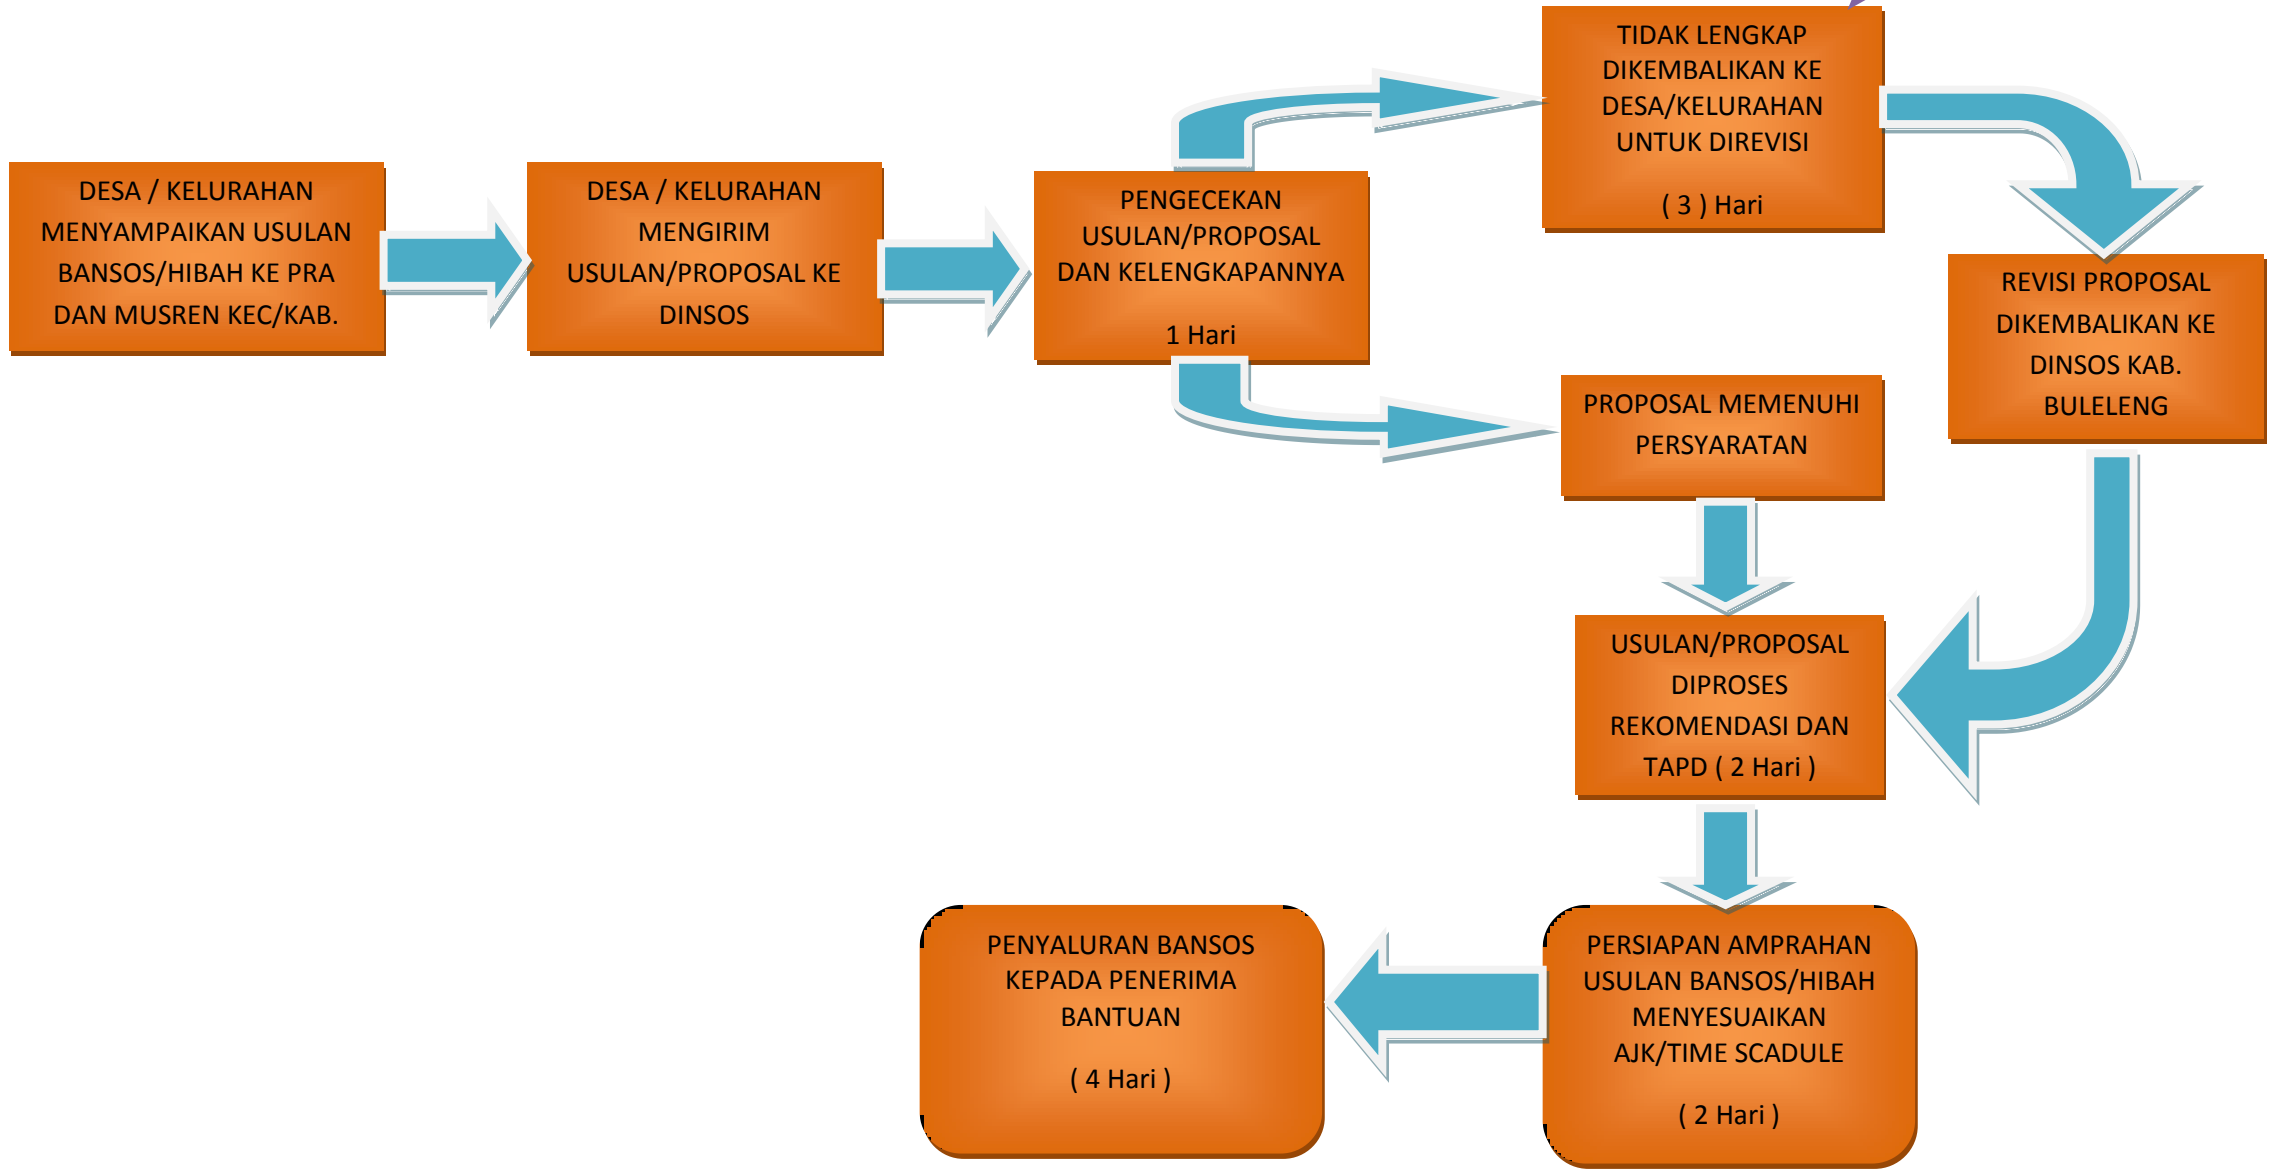 DESA / KELURAHAN
MENYAMPAIKAN USULAN
BANSOS/HIBAH KE PRA
DAN MUSREN KEC/KAB.
DESA / KELURAHAN
MENGIRIM
USULAN/PROPOSAL KE
DINSOS
PENGECEKAN
USULAN/PROPOSAL
DAN KELENGKAPANNYA
1 Hari
TIDAK LENGKAP
DIKEMBALIKAN KE
DESA/KELURAHAN
UNTUK DIREVISI
( 3 ) Hari
REVISI PROPOSAL
DIKEMBALIKAN KE
DINSOS KAB.
BULELENG
PROPOSAL MEMENUHI
PERSYARATAN
USULAN/PROPOSAL
DIPROSES
REKOMENDASI DAN
TAPD ( 2 Hari )
PERSIAPAN AMPRAHAN
USULAN BANSOS/HIBAH
MENYESUAIKAN
AJK/TIME SCADULE
( 2 Hari )
PENYALURAN BANSOS
KEPADA PENERIMA
BANTUAN
( 4 Hari )